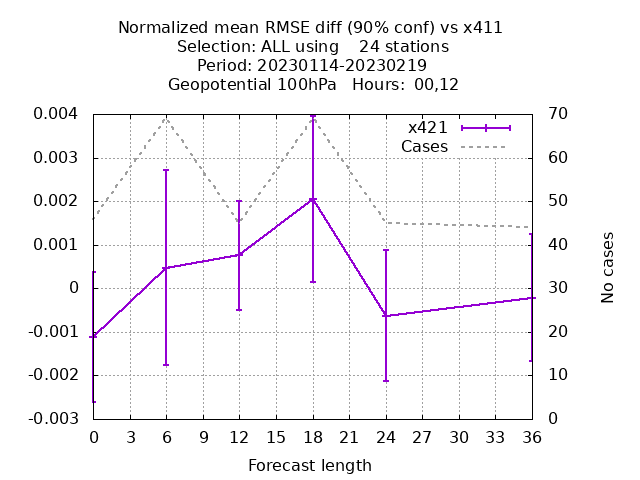 Normalized mean RMSE diff (90% conf) vs x411
Selection: ALL using    24 stations
Period: 20230114-20230219
Geopotential 100hPa   Hours: 00,12
0.004
0.003
0.002
0.001
0
-0.001
-0.002
-0.003
x421
Cases
70
60
50
40
30
20
10
0
No cases
0 3 6 9 12 15 18 21 24 27 30 33 36
Forecast length